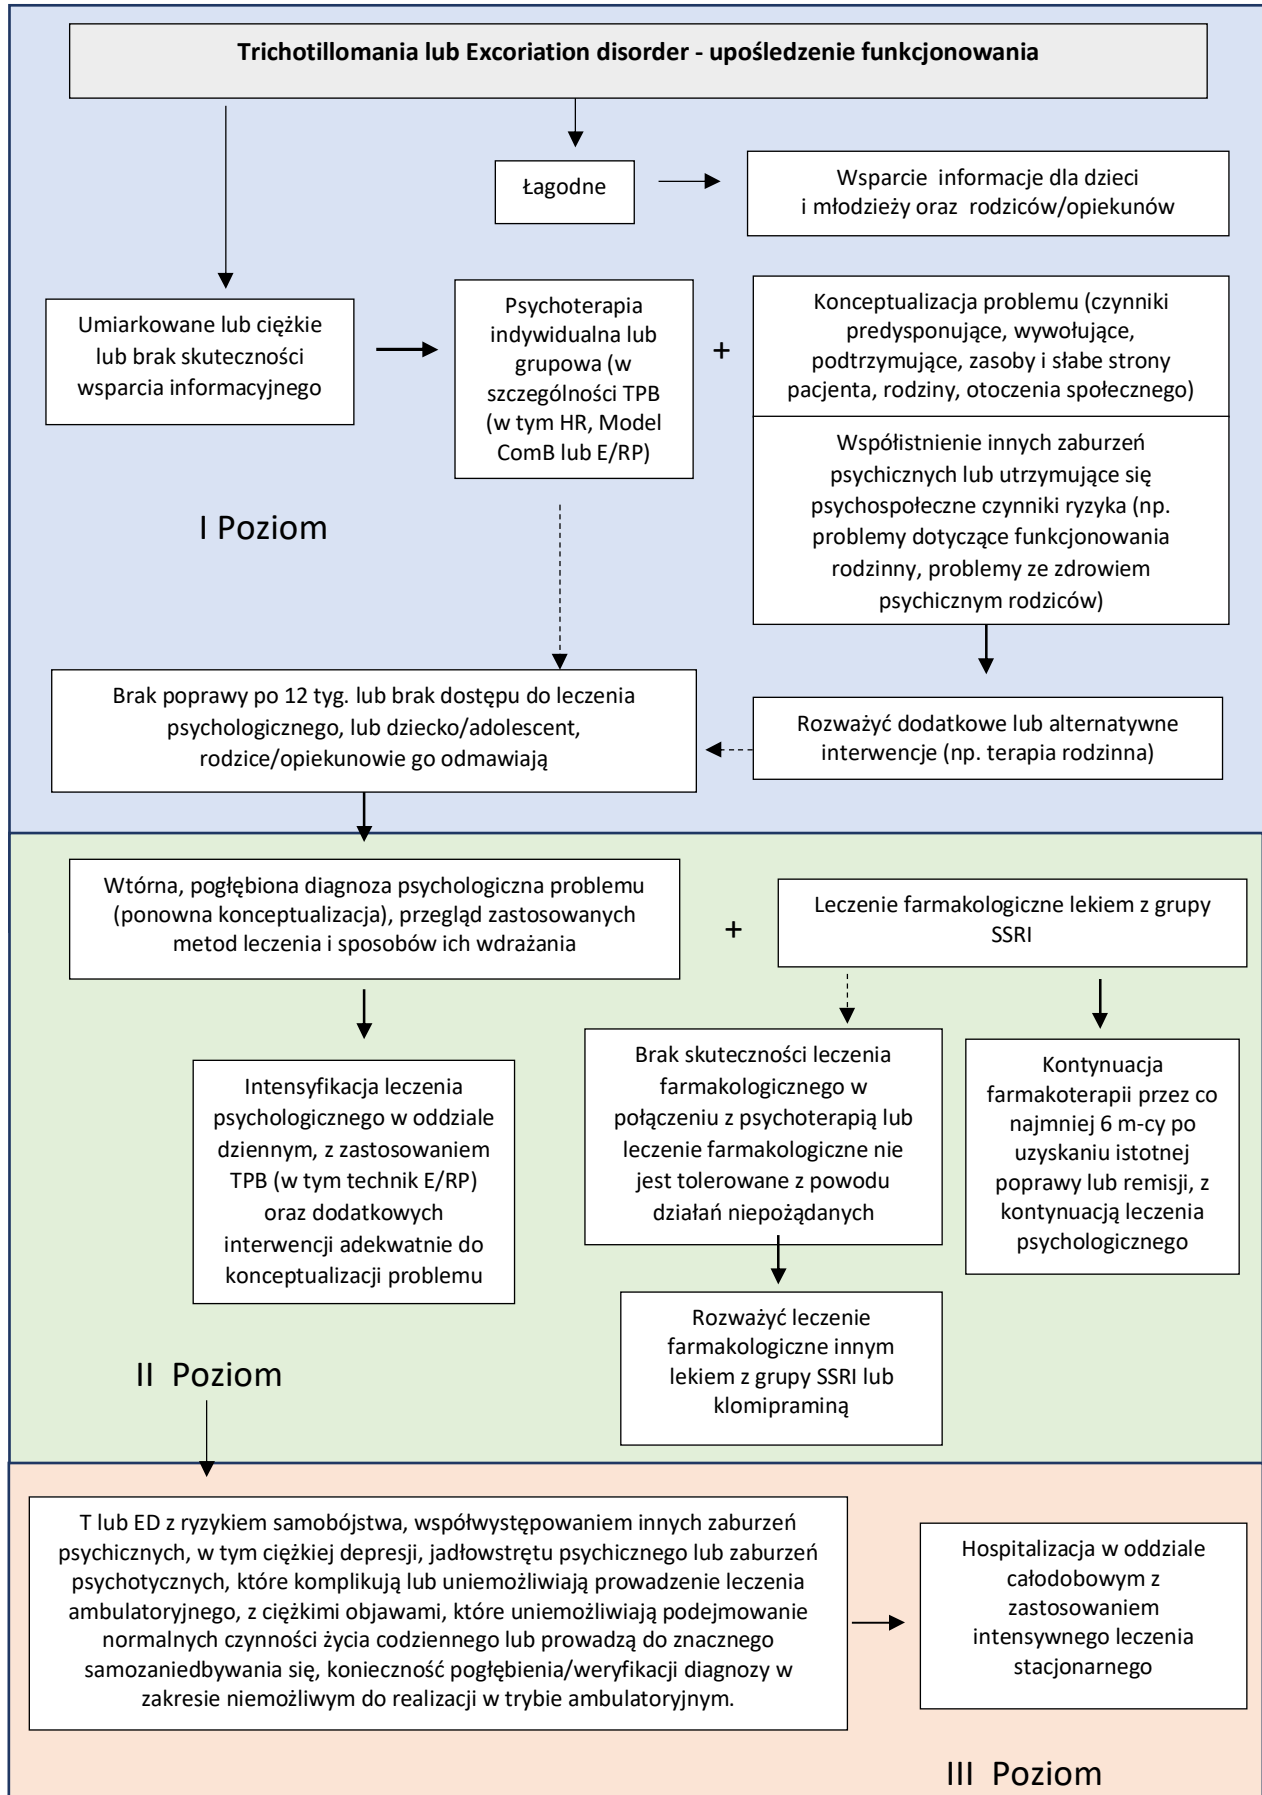 Trichotillomania lub Excoriation disorder - upośledzenie funkcjonowania
Łagodne
Wsparcie informacje dla dzieci
i młodzieży oraz rodziców/opiekunów
Umiarkowane lub ciężkie
lub brak skuteczności
wsparcia informacyjnego
Psychoterapia
indywidualna lub
grupowa (w
szczególności TPB
(w tym HR, Model
ComB lub E/RP)
+
Konceptualizacja problemu (czynniki
predysponujące, wywołujące,
podtrzymujące, zasoby i słabe strony
pacjenta, rodziny, otoczenia społecznego)
Współistnienie innych zaburzeń
psychicznych lub utrzymujące się
psychospołeczne czynniki ryzyka (np.
problemy dotyczące funkcjonowania
rodzinny, problemy ze zdrowiem
psychicznym rodziców)
I Poziom
Brak poprawy po 12 tyg. lub brak dostępu do leczenia
psychologicznego, lub dziecko/adolescent,
rodzice/opiekunowie go odmawiają
Rozważyć dodatkowe lub alternatywne
interwencje (np. terapia rodzinna)
Wtórna, pogłębiona diagnoza psychologiczna problemu
(ponowna konceptualizacja), przegląd zastosowanych
metod leczenia i sposobów ich wdrażania
+
Leczenie farmakologiczne lekiem z grupy
SSRI
Intensyfikacja leczenia
psychologicznego w oddziale
dziennym, z zastosowaniem
TPB (w tym technik E/RP)
oraz dodatkowych
interwencji adekwatnie do
konceptualizacji problemu
Brak skuteczności leczenia
farmakologicznego w
połączeniu z psychoterapią lub
leczenie farmakologiczne nie
jest tolerowane z powodu
działań niepożądanych
Kontynuacja
farmakoterapii przez co
najmniej 6 m-cy po
uzyskaniu istotnej
poprawy lub remisji, z
kontynuacją leczenia
psychologicznego
Rozważyć leczenie
farmakologiczne innym
lekiem z grupy SSRI lub
klomipraminą
II Poziom
T lub ED z ryzykiem samobójstwa, współwystępowaniem innych zaburzeń
psychicznych, w tym ciężkiej depresji, jadłowstrętu psychicznego lub zaburzeń
psychotycznych, które komplikują lub uniemożliwiają prowadzenie leczenia
ambulatoryjnego, z ciężkimi objawami, które uniemożliwiają podejmowanie
normalnych czynności życia codziennego lub prowadzą do znacznego
samozaniedbywania się, konieczność pogłębienia/weryfikacji diagnozy w
zakresie niemożliwym do realizacji w trybie ambulatoryjnym.
Hospitalizacja w oddziale
całodobowym z
zastosowaniem
intensywnego leczenia
stacjonarnego
III Poziom